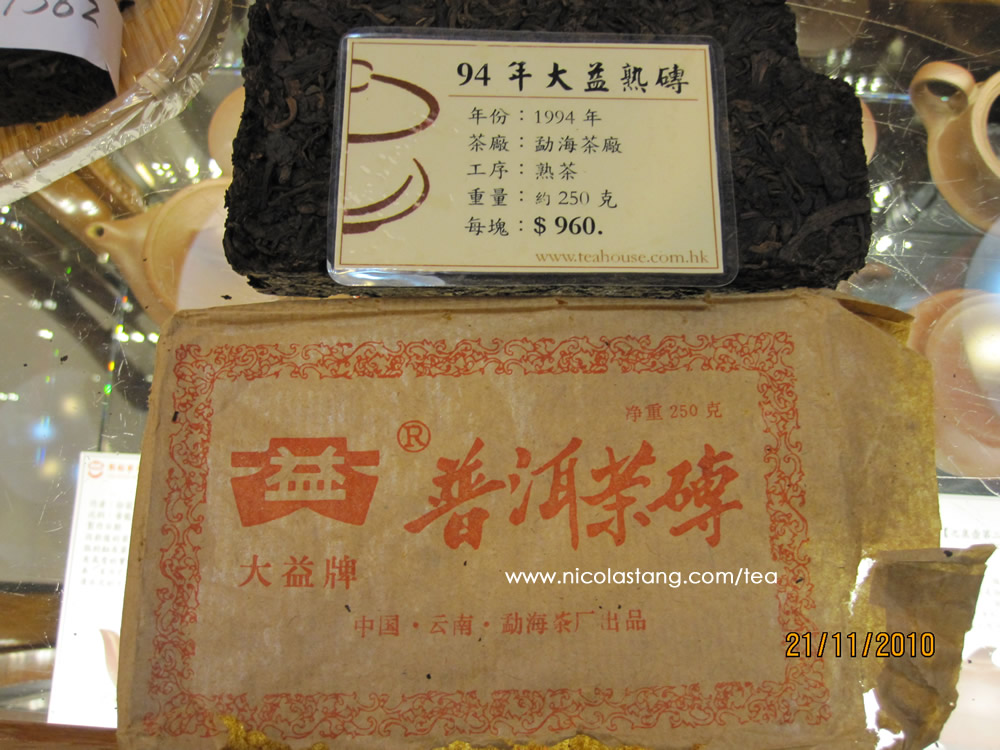 7562
94 年大益熟磚
年份：1994 年
茶廠：勐海茶廠
工序：熟茶
重量：約 250 克
每塊：$ 960.
www.teahouse.com.hk
净重 250 克
益® 普洱茶磚
大益牌
www.nicolastang.com/tea
中国・云南・勐海茶厂出品
21/11/2010